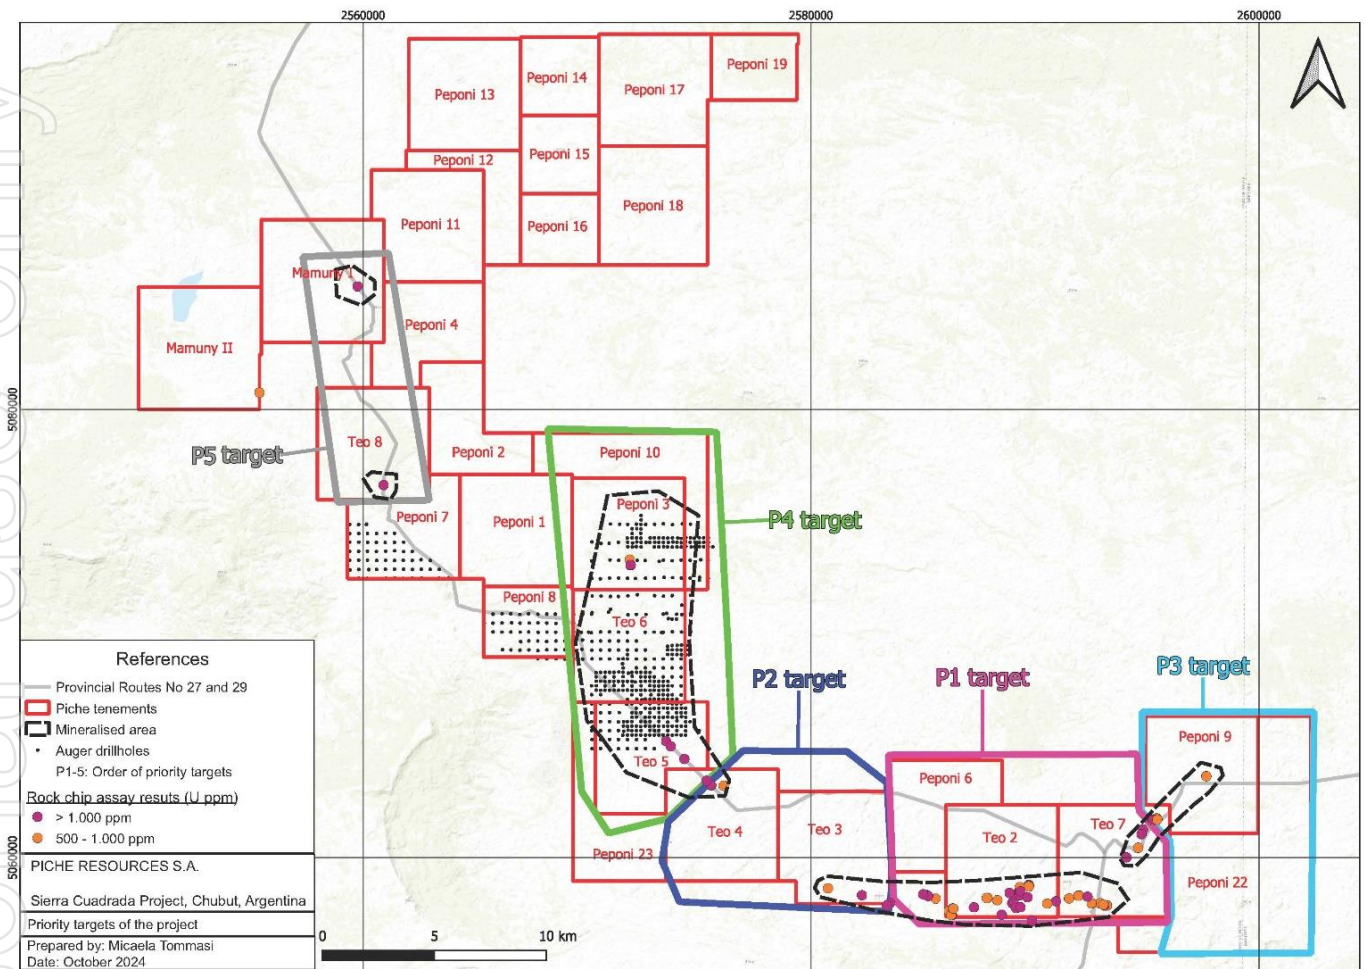 2560000
2580000
2600000
Peponi 19
Peponi 14
Peponi 17
Peponi 13
Peponi 15
Peponi 12
Peponi 18
Peponi 11
Peponi 16
Mamuny I
Peponi 4
Mamuny II
5080000
Teo 8
P5 target
Peponi 2
Peponi 10
Peponi 3
Peponi 7
Peponi 1
P4 target
Peponi 8
Teo 6
P2 target
P1 target
P3 target
Peponi 9
Teo 5
Peponi 6
Teo 4
Teo 3
Teo 2
Teo 7
Peponi 23
5060000
Peponi 22
References
Provincial Routes No 27 and 29
Piche tenements
Mineralised area
Auger drillholes
P1-5: Order of priority targets
Rock chip assay resuts (U ppm)
> 1.000 ppm
500 - 1.000 ppm
PICHE RESOURCES S.A.
Sierra Cuadrada Project, Chubut, Argentina
Priority targets of the project
Prepared by: Micaela Tommasi
Date: October 2024
0 5 10 km